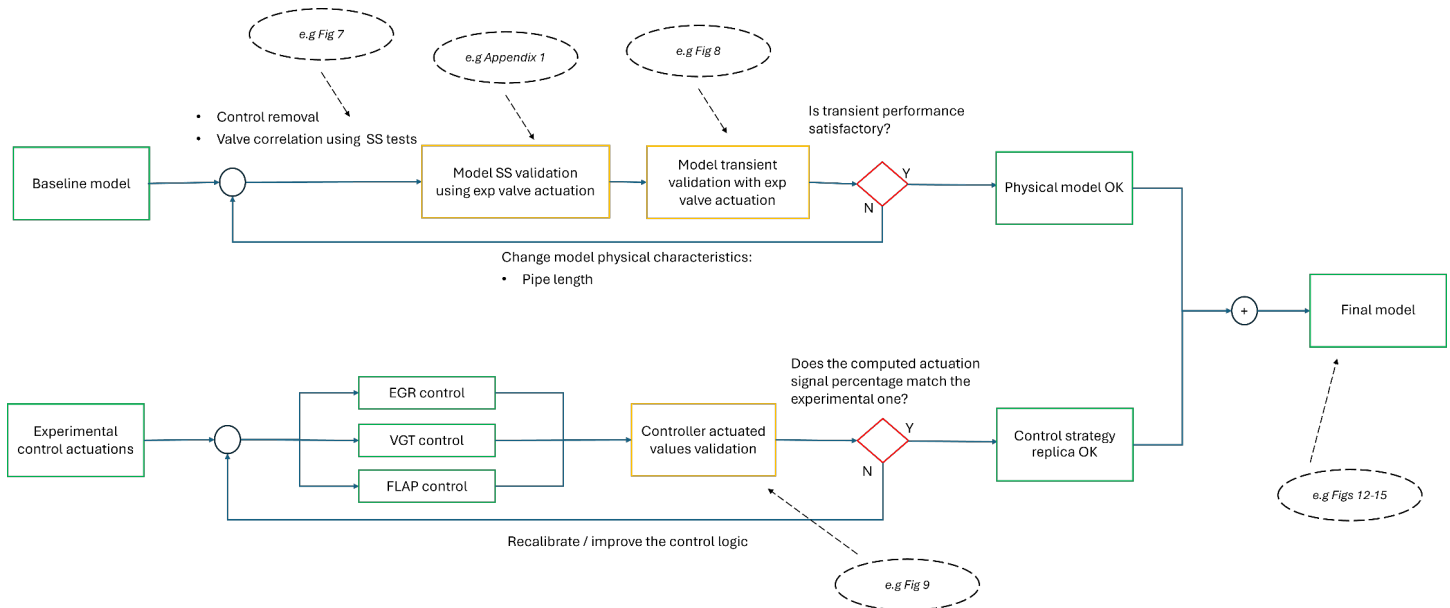 e.g Fig 7
e.g Appendix 1
e.g Fig 8
• Control removal
• Valve correlation using SS tests
Is transient performance
satisfactory?
Baseline model
Model SS validation
using exp valve actuation
Model transient
validation with exp
valve actuation
Y
N
Physical model OK
Change model physical characteristics:
• Pipe length
+
Final model
Does the computed actuation
signal percentage match the
experimental one?
Experimental
control actuations
EGR control
VGT control
FLAP control
Controller actuated
values validation
Y
N
Control strategy
replica OK
e.g Figs 12-15
Recalibrate / improve the control logic
e.g Fig 9